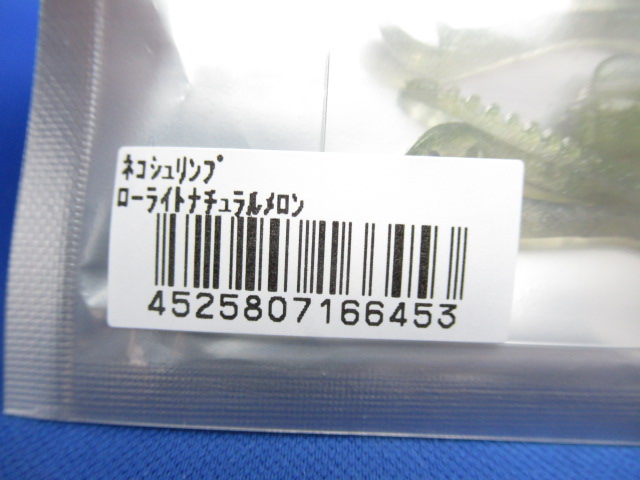 ﾈｺｼｭﾘﾝﾌﾟ
ﾛｰﾗｲﾄﾅﾁｭﾗﾙﾒﾛﾝ
4525807166453